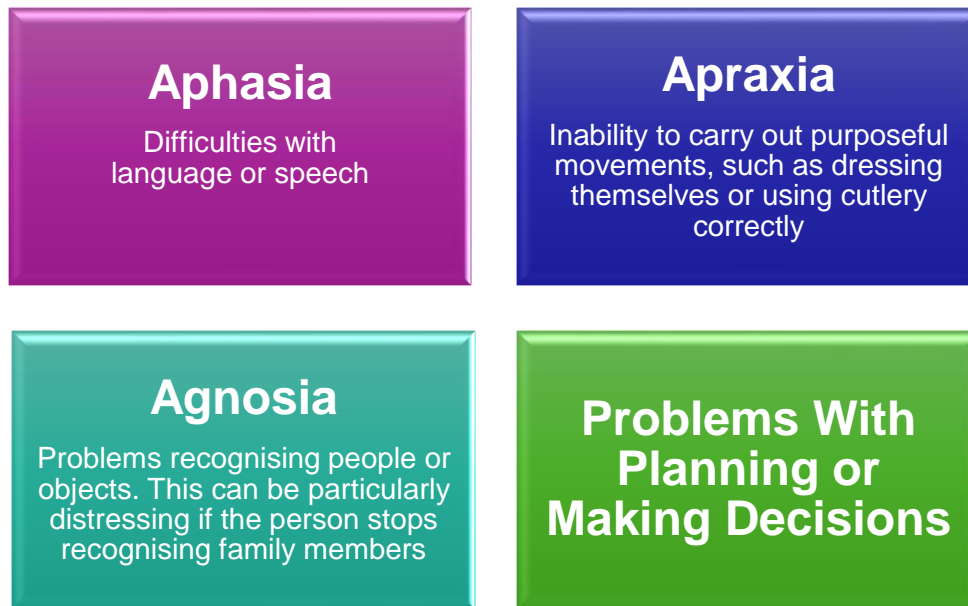 Aphasia
Difficulties with
language or speech
Apraxia
Inability to carry out purposeful
movements, such as dressing
themselves or using cutlery
correctly
Agnosia
Problems recognising people or
objects. This can be particularly
distressing if the person stops
recognising family members
Problems With
Planning or
Making Decisions